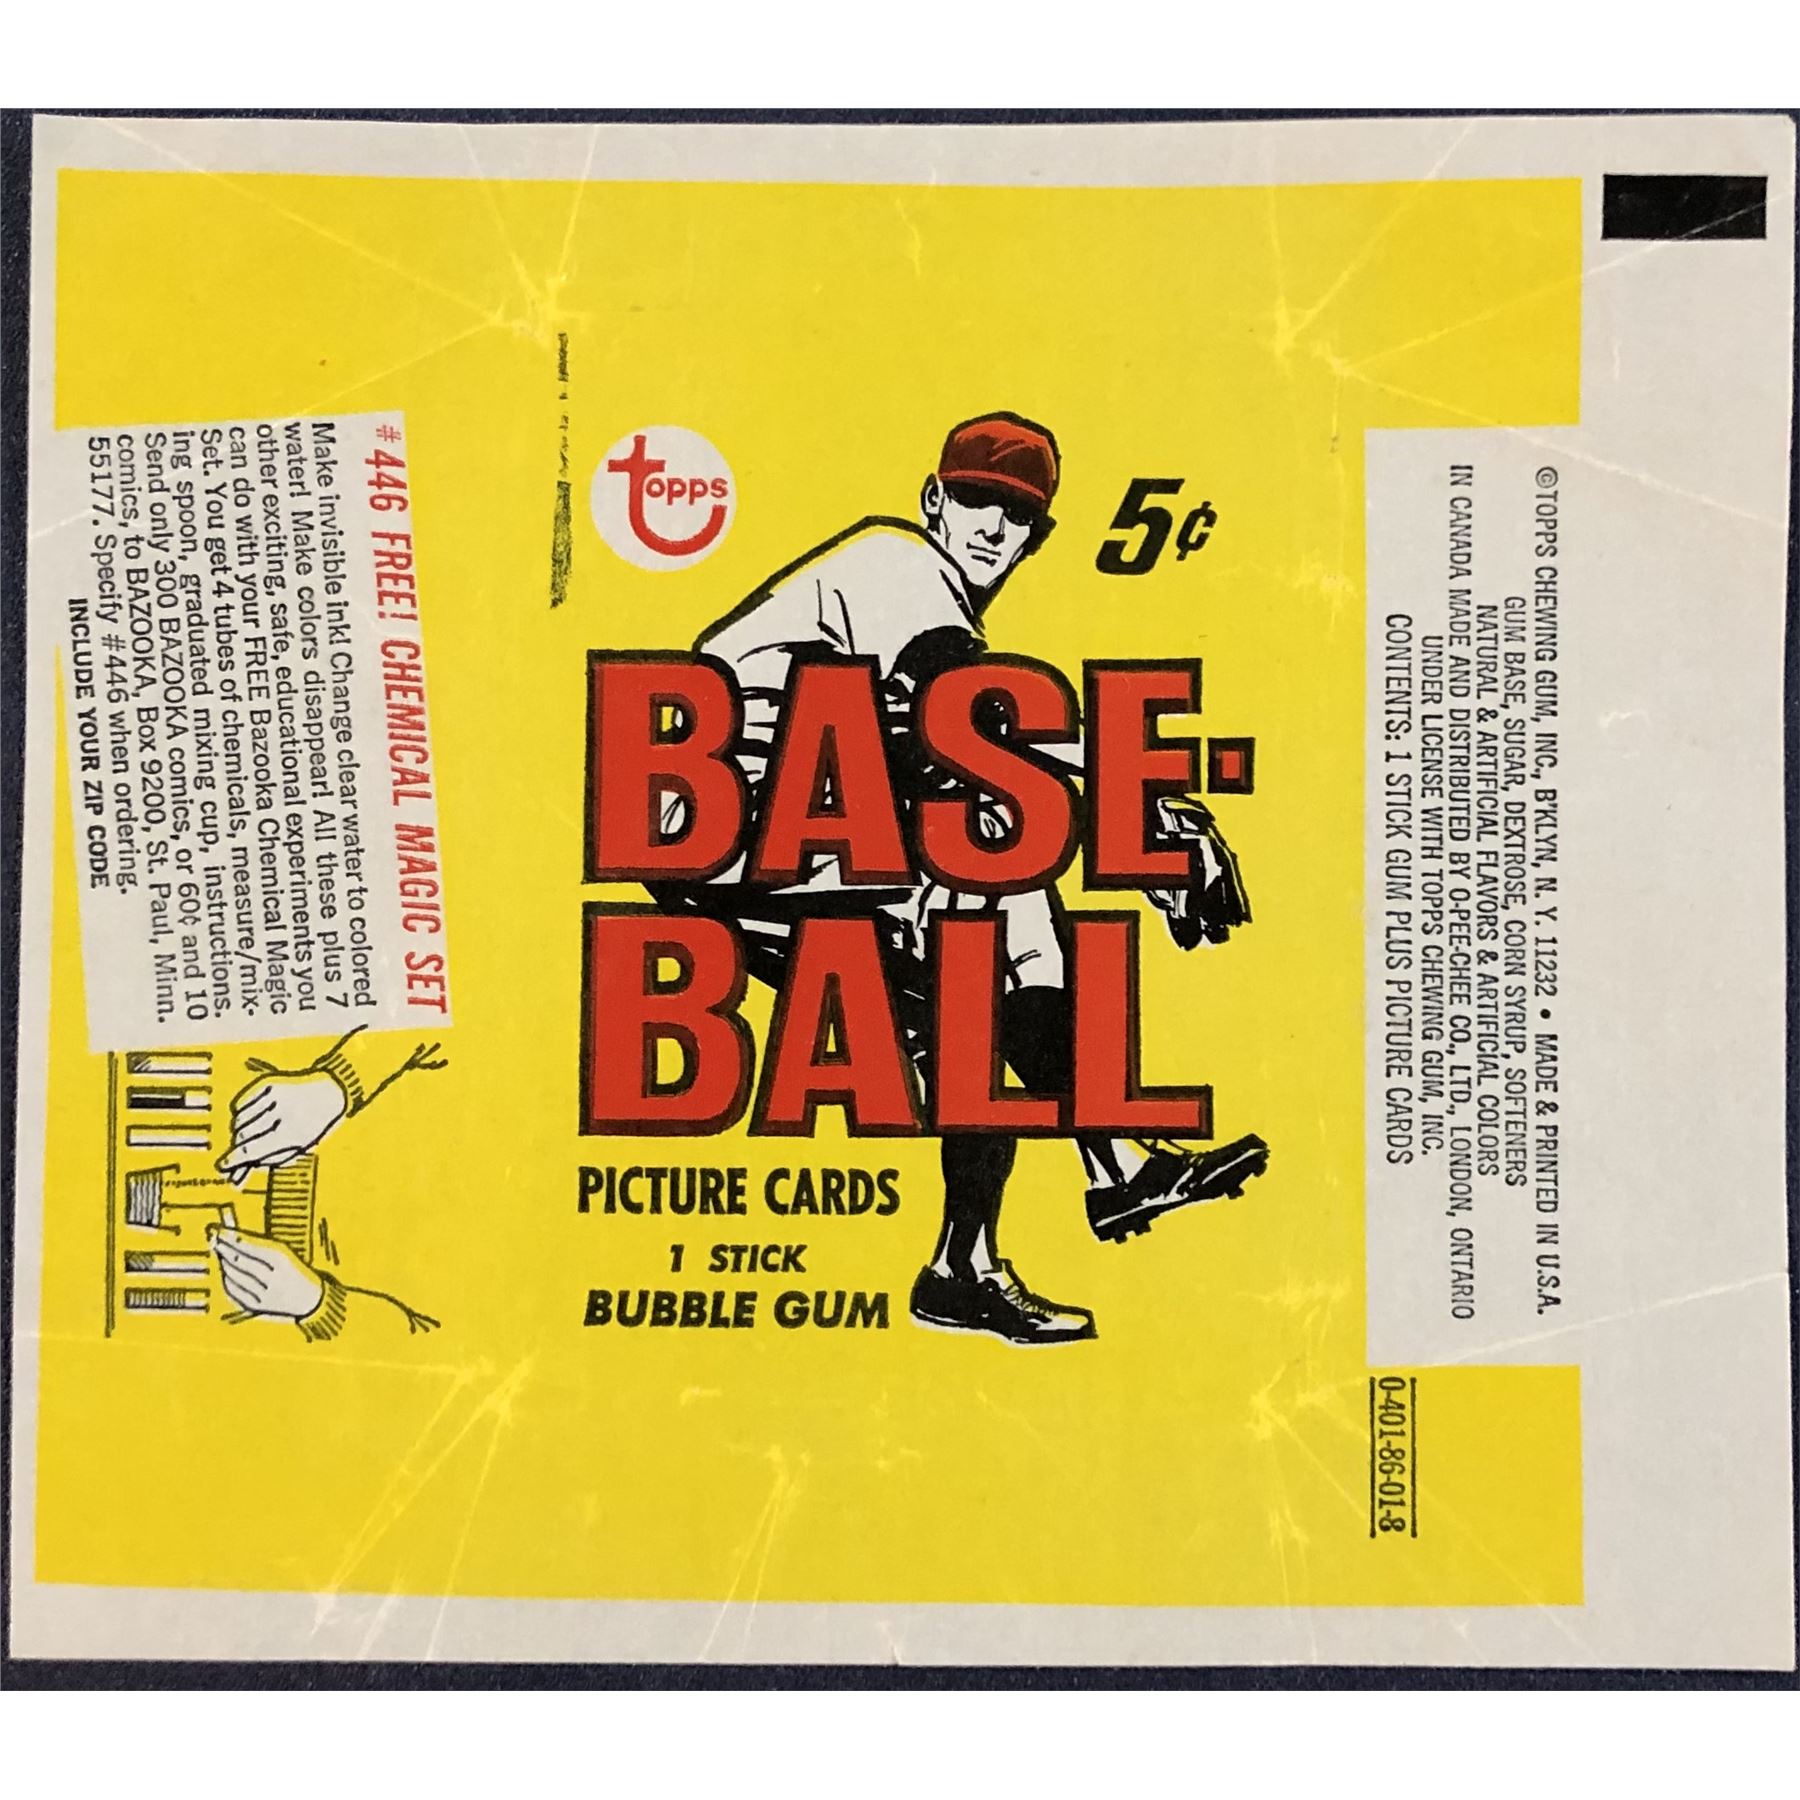 topps
5¢
BASE-
BALL
PICTURE CARDS
1 STICK
BUBBLE GUM
#446 FREE! CHEMICAL MAGIC SET
Make invisible ink! Change clear water to colored
water! Make colors disappear! All these plus 7
other exciting, safe, educational experiments you
can do with your FREE Bazooka Chemical Magic
Set. You get 4 tubes of chemicals, measure/mix-
ing spoon, graduated mixing cup, instructions.
Send only 300 BAZOOKA comics, or 60¢ and 10
comics, to BAZOOKA, Box 9200, St. Paul, Minn.
55177. Specify #446 when ordering.
INCLUDE YOUR ZIP CODE
©TOPPS CHEWING GUM, INC., B'KLYN, N. Y. 11232 • MADE & PRINTED IN U.S.A.
GUM BASE, SUGAR, DEXTROSE, CORN SYRUP, SOFTENERS
NATURAL & ARTIFICIAL FLAVORS & ARTIFICIAL COLORS
IN CANADA MADE AND DISTRIBUTED BY O-PEE-CHEE CO., LTD., LONDON, ONTARIO
UNDER LICENSE WITH TOPPS CHEWING GUM, INC.
CONTENTS: 1 STICK GUM PLUS PICTURE CARDS
0-401-86-01-8